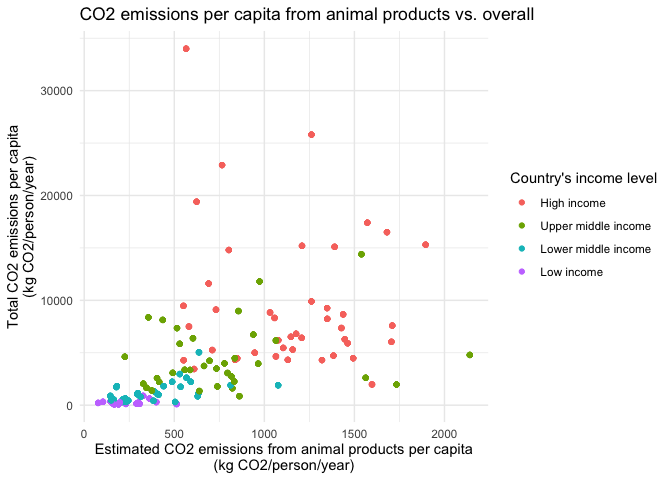 CO2 emissions per capita from animal products vs. overall
Total CO2 emissions per capita
(kg CO2/person/year)
30000
20000
10000
0
0 500 1000 1500 2000
Estimated CO2 emissions from animal products per capita
(kg CO2/person/year)
Country's income level
High income
Upper middle income
Lower middle income
Low income